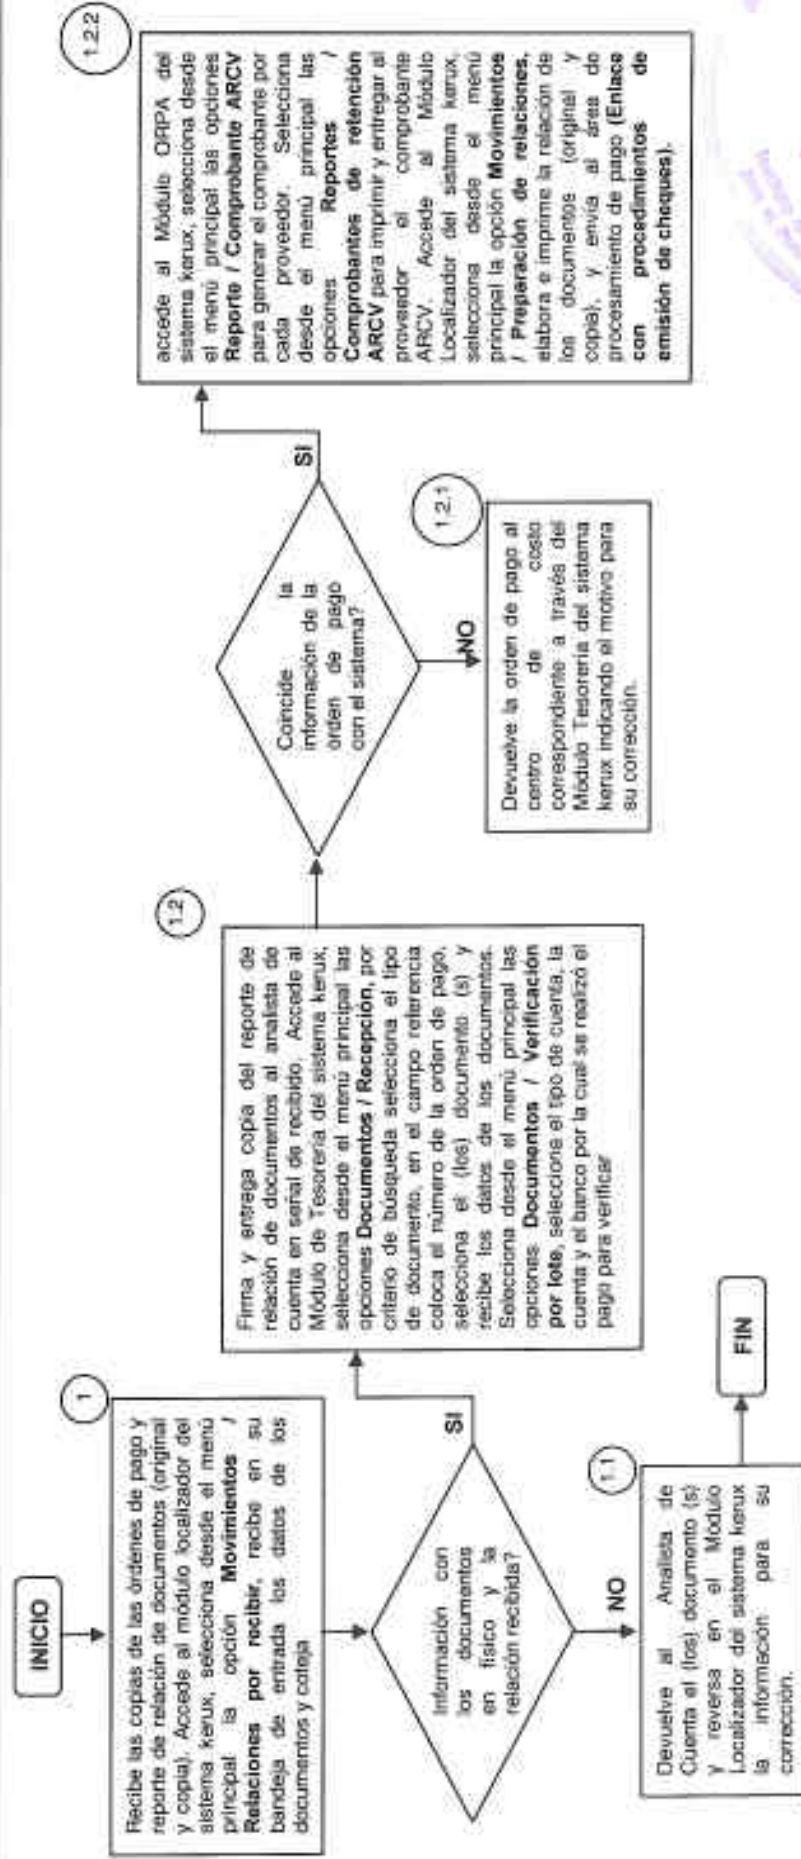 INICIO
1
Recibe las copias de las órdenes de pago y
reporte de relación de documentos (original
y copia). Accede al módulo localizador del
sistema kerux, selecciona desde el menú
principal la opción Movimientos /
Relaciones por recibir, recibe en su
bandeja de entrada los datos de los
documentos y coteja
Información con
los documentos
en físico y la
relación recibida?
NO
1.1
Devuelve al Analista de
Cuenta el (los) documento (s)
y reversa en el Módulo
Localizador del sistema kerux
la información para su
corrección.
FIN
SI
1.2
Firma y entrega copia del reporte de
relación de documentos al analista de
cuenta en señal de recibido. Accede al
Módulo de Tesorería del sistema kerux,
selecciona desde el menú principal las
opciones Documentos / Recepción, por
criterio de búsqueda selecciona el tipo
de documento, en el campo referencia
coloca el número de la orden de pago,
selecciona el (los) documento (s) y
recibe los datos de los documentos.
Selecciona desde el menú principal las
opciones Documentos / Verificación
por lote, seleccione el tipo de cuenta, la
cuenta y el banco por la cual se realizó el
pago para verificar
Coincide la
información de la
orden de pago
con el sistema?
NO
1.2.1
Devuelve la orden de pago al
centro de costo
correspondiente a través del
Módulo Tesorería del sistema
kerux indicando el motivo para
su corrección.
SI
1.2.2
accede al Módulo ORPA del
sistema kerux, selecciona desde
el menú principal las opciones
Reporte / Comprobante ARCV
para generar el comprobante por
cada proveedor. Selecciona
desde el menú principal las
opciones Reportes /
Comprobantes de retención
ARCV para imprimir y entregar al
proveedor el comprobante
ARCV. Accede al Módulo
Localizador del sistema kerux,
selecciona desde el menú
principal la opción Movimientos
/ Preparación de relaciones,
elabora e imprime la relación de
los documentos (original y
copia), y envía al área de
procesamiento de pago (Enlace
con procedimientos de
emisión de cheques).